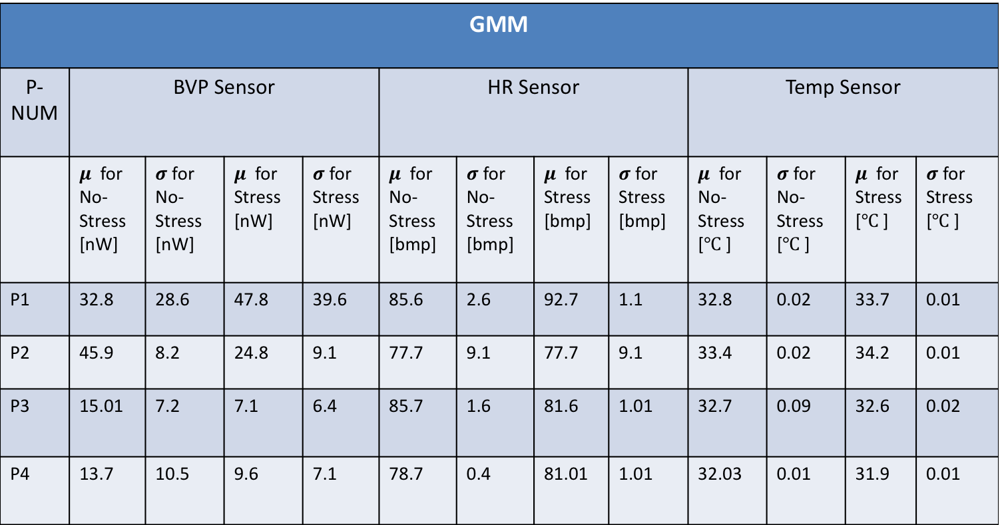 GMM
P-
NUM
BVP Sensor
HR Sensor
Temp Sensor
μ for
No-
Stress
[nW]
σ for
No-
Stress
[nW]
μ for
Stress
[nW]
σ for
Stress
[nW]
μ for
No-
Stress
[bmp]
σ for
No-
Stress
[bmp]
μ for
Stress
[bmp]
σ for
Stress
[bmp]
μ for
No-
Stress
[℃ ]
σ for
No-
Stress
[℃ ]
μ for
Stress
[℃ ]
σ for
Stress
[℃ ]
P1 32.8 28.6 47.8 39.6 85.6 2.6 92.7 1.1 32.8 0.02 33.7 0.01
P2 45.9 8.2 24.8 9.1 77.7 9.1 77.7 9.1 33.4 0.02 34.2 0.01
P3 15.01 7.2 7.1 6.4 85.7 1.6 81.6 1.01 32.7 0.09 32.6 0.02
P4 13.7 10.5 9.6 7.1 78.7 0.4 81.01 1.01 32.03 0.01 31.9 0.01